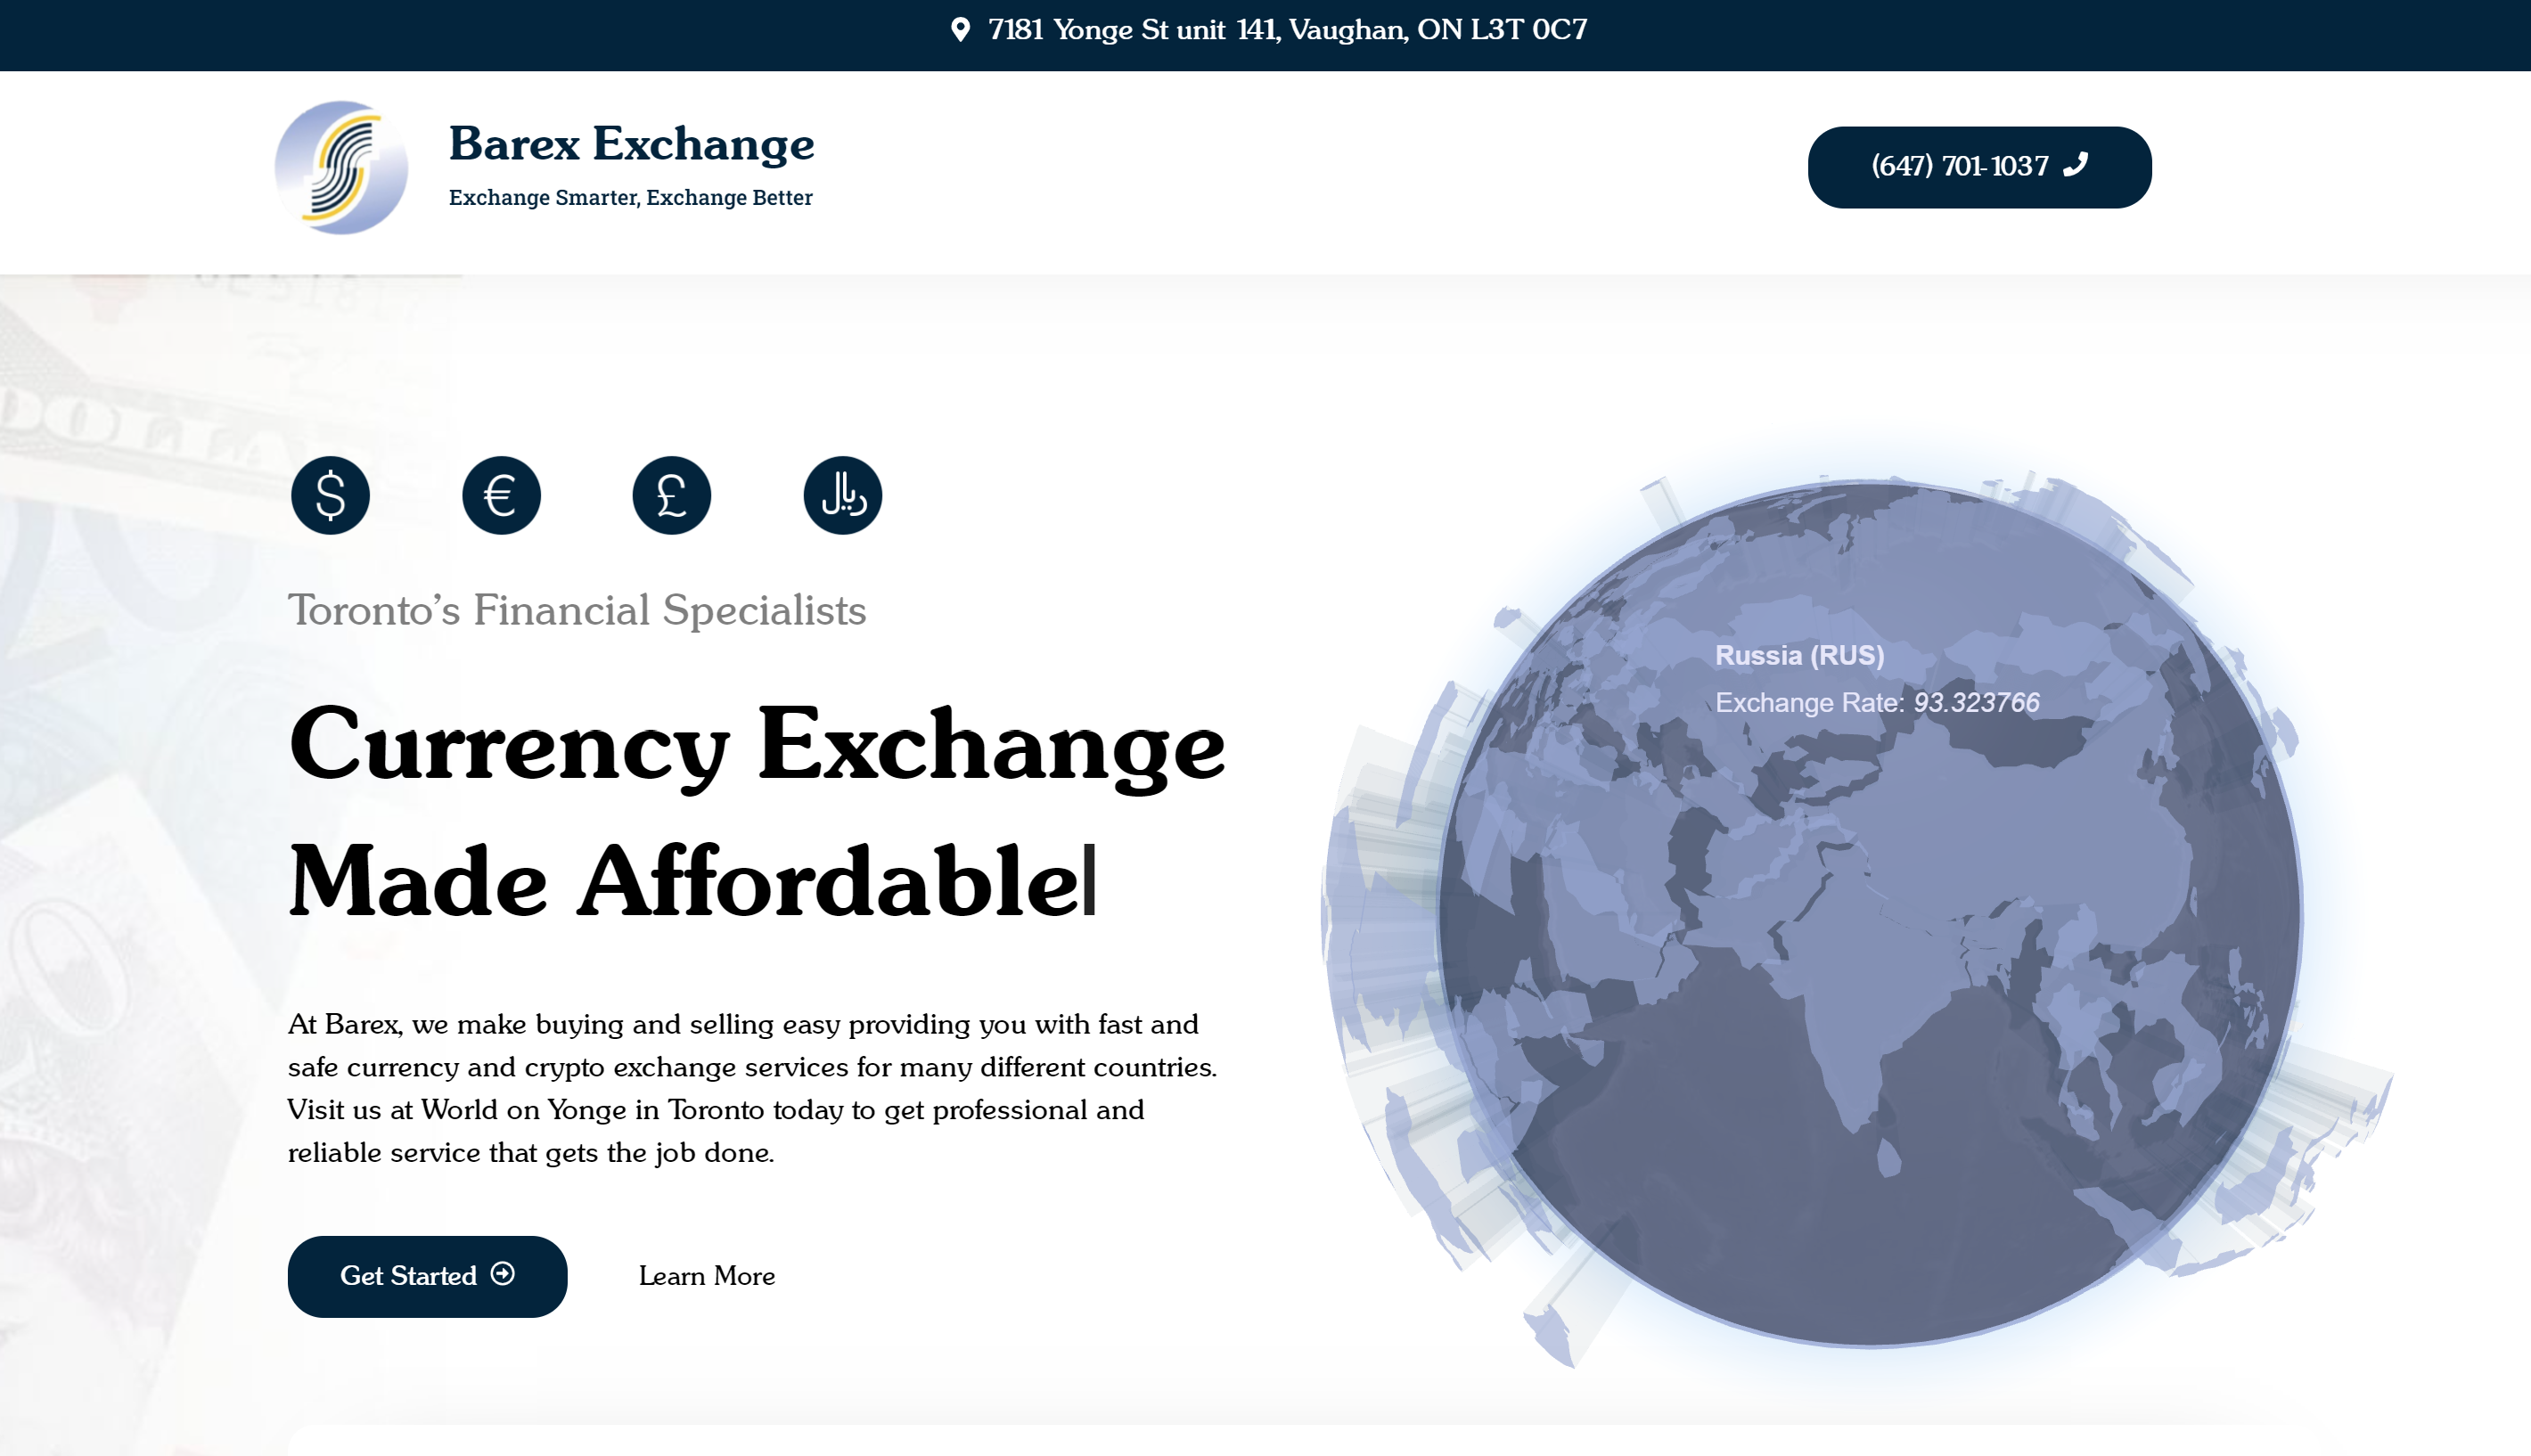 7181 Yonge St unit 141, Vaughan, ON L3T 0C7
Barex Exchange
Exchange Smarter, Exchange Better
(647) 701-1037
DOLLA
$ € £ ریال
Toronto’s Financial Specialists
Currency Exchange
Made Affordable
At Barex, we make buying and selling easy providing you with fast and
safe currency and crypto exchange services for many different countries.
Visit us at World on Yonge in Toronto today to get professional and
reliable service that gets the job done.
Get Started
Learn More
Russia (RUS)
Exchange Rate: 93.323766